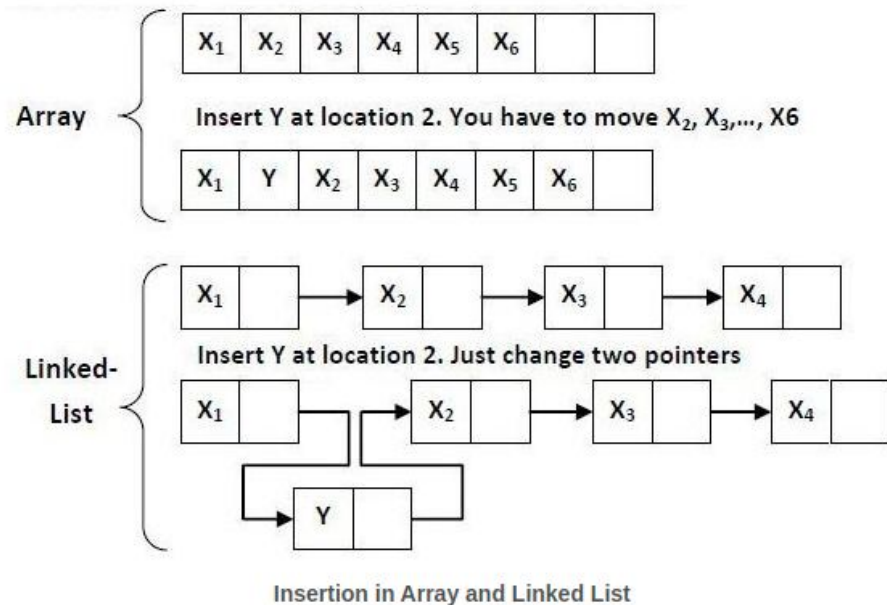 X₁ X₂ X₃ X₄ X₅ X₆
Array
Insert Y at location 2. You have to move X₂, X₃,..., X6
X₁ Y X₂ X₃ X₄ X₅ X₆
X₁ X₂ X₃ X₄
Insert Y at location 2. Just change two pointers
Linked-
List
X₁ X₂ X₃ X₄
Y
Insertion in Array and Linked List